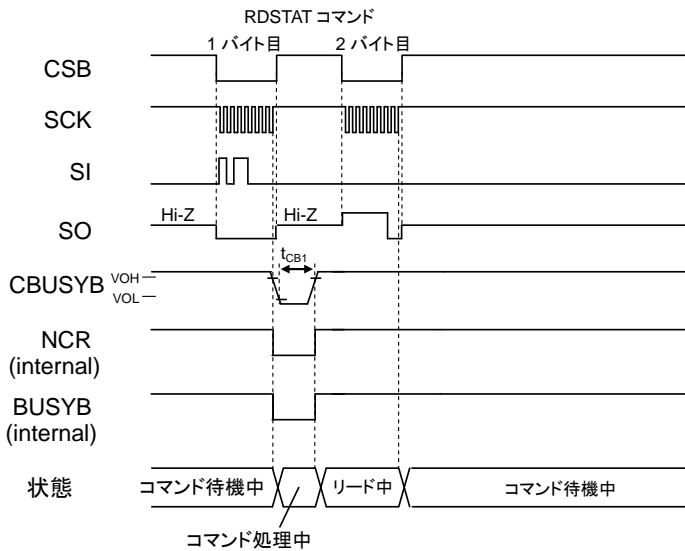 RDSTAT コマンド
1 バイト目
2 バイト目
CSB
SCK
SI
Hi-Z
Hi-Z
SO
tCB1
VOH
CBUSYB
VOL
NCR
(internal)
BUSYB
(internal)
状態
コマンド待機中
リード中
コマンド待機中
コマンド処理中